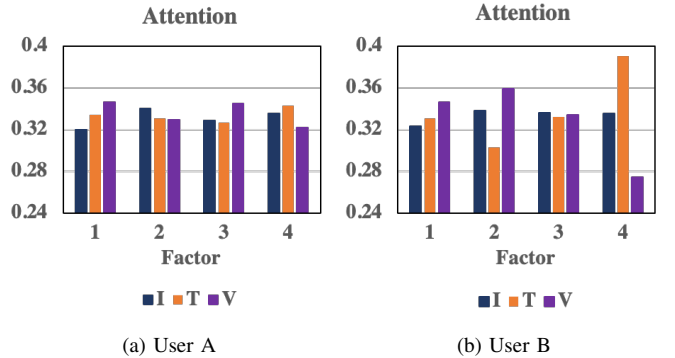 Attention
0.4
0.36
0.32
0.28
0.24
1 2 3 4
Factor
I T V
(a) User A
Attention
0.4
0.36
0.32
0.28
0.24
1 2 3 4
Factor
I T V
(b) User B